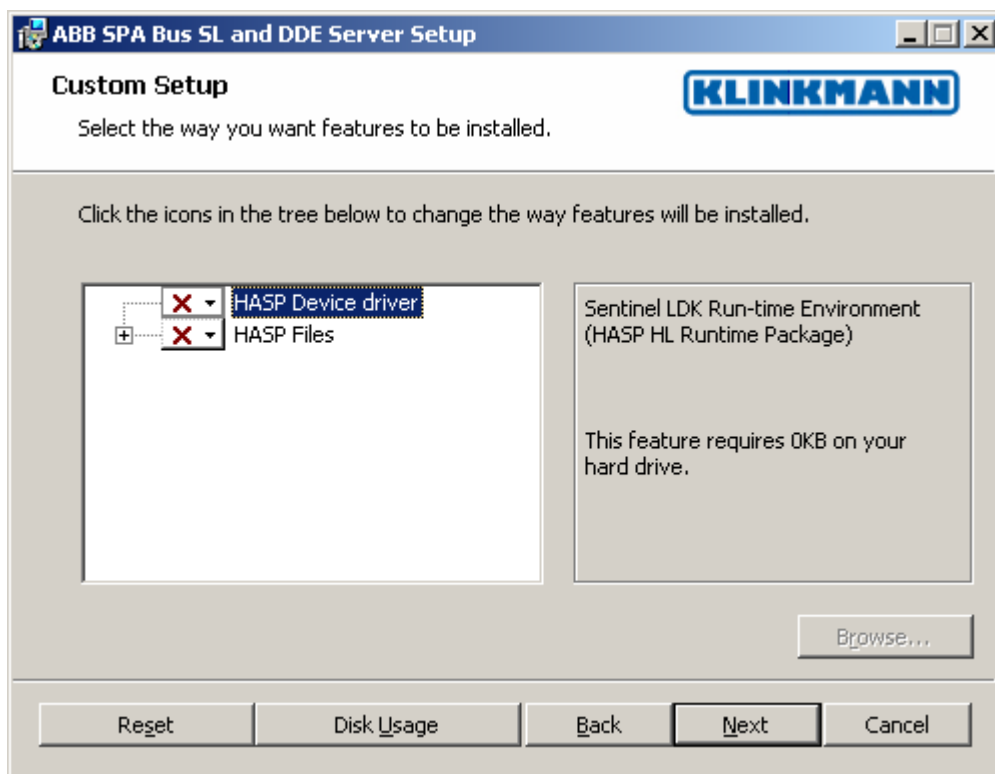 ABB SPA Bus SL and DDE Server Setup
Custom Setup
KLINKMANN
Select the way you want features to be installed.
Click the icons in the tree below to change the way features will be installed.
HASP Device driver
HASP Files
Sentinel LDK Run-time Environment
(HASP HL Runtime Package)
This feature requires 0KB on your
hard drive.
Browse...
Reset
Disk Usage
Back
Next
Cancel